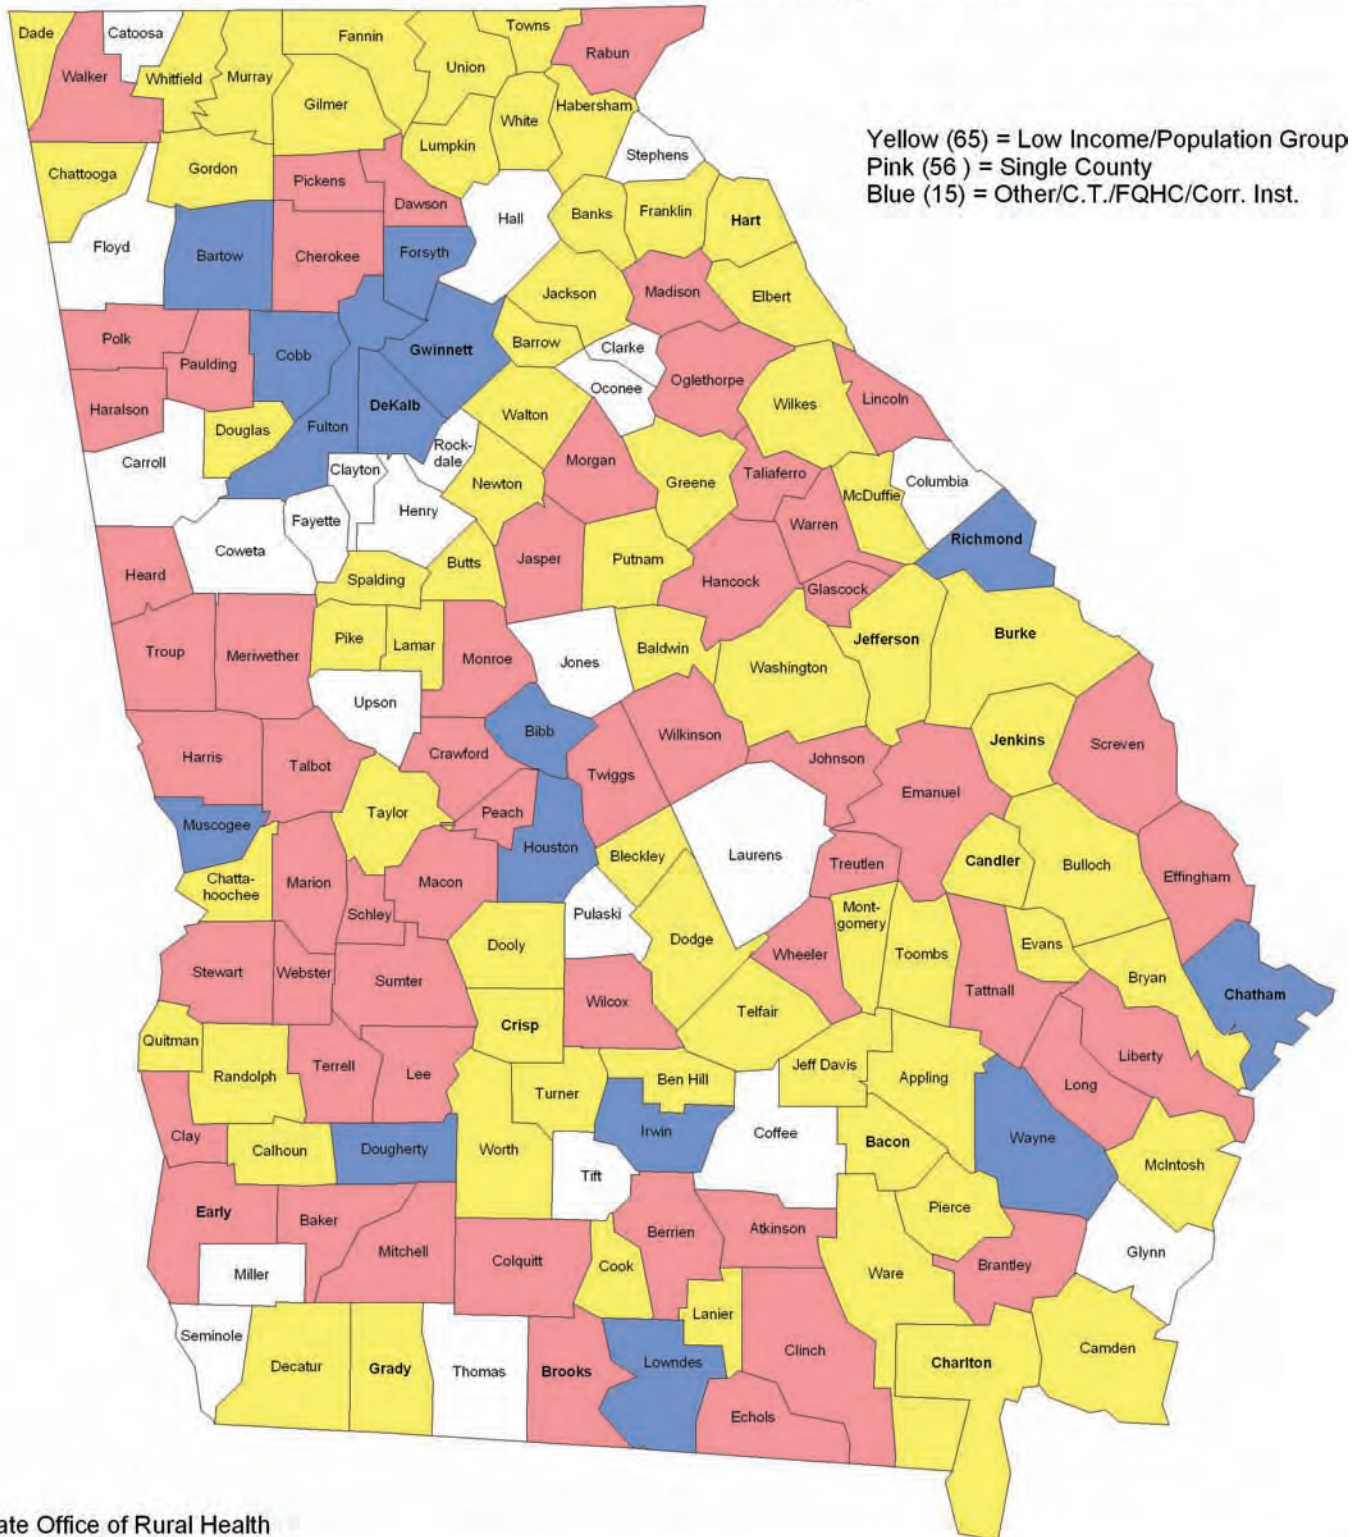 Dade
Catoosa
Fannin
Towns
Rabun
Walker
Whitfield
Murray
Union
Gilmer
White
Habersham
Lumpkin
Stephens
Chattooga
Gordon
Pickens
Dawson
Hall
Banks
Franklin
Hart
Floyd
Bartow
Cherokee
Forsyth
Jackson
Madison
Elbert
Yellow (65) = Low Income/Population Group
Pink (56 ) = Single County
Blue (15) = Other/C.T./FQHC/Corr. Inst.
Polk
Paulding
Cobb
Gwinnett
Barrow
Clarke
Oconee
Oglethorpe
Haralson
Douglas
Fulton
DeKalb
Walton
Wilkes
Lincoln
Carroll
Clayton
Rock-
dale
Newton
Morgan
Greene
Taliaferro
McDuffie
Columbia
Coweta
Fayette
Henry
Warren
Richmond
Heard
Spalding
Butts
Jasper
Putnam
Hancock
Glascock
Troup
Meriwether
Pike
Lamar
Monroe
Jones
Baldwin
Washington
Jefferson
Burke
Upson
Harris
Talbot
Crawford
Bibb
Twiggs
Wilkinson
Johnson
Jenkins
Screven
Muscogee
Taylor
Peach
Houston
Emanuel
Chatta-
hoochee
Marion
Macon
Bleckley
Laurens
Treutlen
Candler
Bulloch
Effingham
Schley
Pulaski
Mont-
gomery
Stewart
Webster
Sumter
Dooly
Dodge
Wheeler
Toombs
Evans
Bryan
Tattnall
Chatham
Crisp
Wilcox
Telfair
Quitman
Randolph
Terrell
Lee
Turner
Ben Hill
Jeff Davis
Appling
Long
Liberty
Clay
Calhoun
Dougherty
Worth
Irwin
Coffee
Bacon
Wayne
McIntosh
Tift
Early
Baker
Mitchell
Colquitt
Berrien
Atkinson
Pierce
Glynn
Miller
Cook
Ware
Brantley
Seminole
Lanier
Decatur
Grady
Thomas
Brooks
Lowndes
Clinch
Charlton
Camden
Echols
ate Office of Rural Health